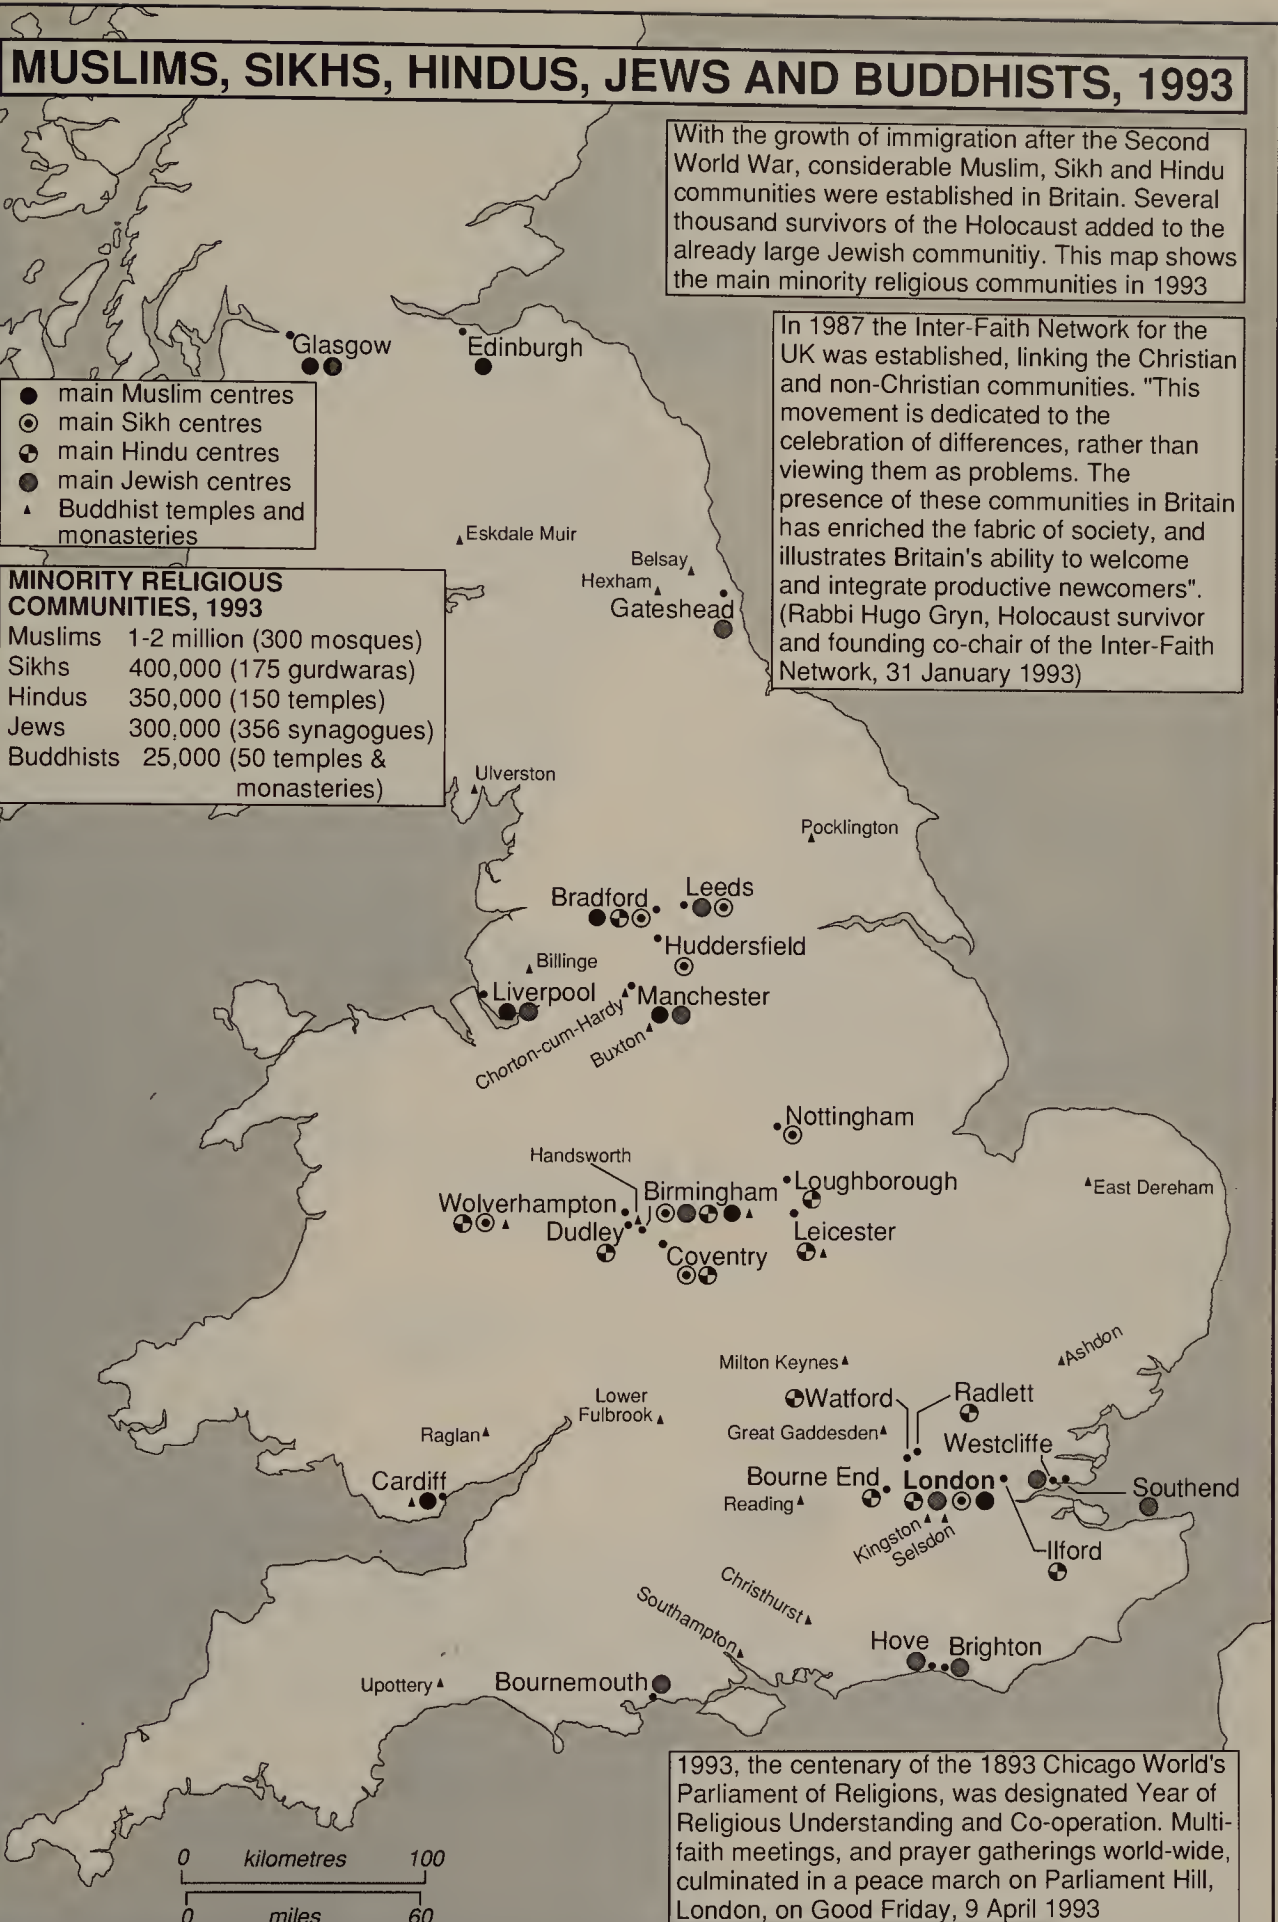 MUSLIMS, SIKHS, HINDUS, JEWS AND BUDDHISTS, 1993
With the growth of immigration after the Second
World War, considerable Muslim, Sikh and Hindu
communities were established in Britain. Several
thousand survivors of the Holocaust added to the
already large Jewish communitiy. This map shows
the main minority religious communities in 1993
In 1987 the Inter-Faith Network for the
UK was established, linking the Christian
and non-Christian communities. "This
movement is dedicated to the
celebration of differences, rather than
viewing them as problems. The
presence of these communities in Britain
has enriched the fabric of society, and
illustrates Britain's ability to welcome
and integrate productive newcomers".
(Rabbi Hugo Gryn, Holocaust survivor
and founding co-chair of the Inter-Faith
Network, 31 January 1993)
Glasgow
Edinburgh
main Muslim centres
main Sikh centres
main Hindu centres
main Jewish centres
Buddhist temples and
monasteries
Eskdale Muir
Belsay
Hexham
Gateshead
MINORITY RELIGIOUS
COMMUNITIES, 1993
Muslims 1-2 million (300 mosques)
Sikhs 400,000 (175 gurdwaras)
Hindus 350,000 (150 temples)
Jews 300,000 (356 synagogues)
Buddhists 25,000 (50 temples &
monasteries)
Ulverston
Pocklington
Bradford
Leeds
Huddersfield
Billinge
Liverpool
Manchester
Chorton-cum-Hardy
Buxton
Nottingham
Handsworth
Loughborough
Birmingham
Wolverhampton
East Dereham
Dudley
Leicester
Coventry
Milton Keynes
Ashdon
Lower
Fulbrook
Watford
Radlett
Raglan
Great Gaddesden
Westcliffe
Cardiff
Bourne End
London
Southend
Reading
Kingston
Selsdon
Ilford
Christhurst
Southampton
Hove
Brighton
Upottery
Bournemouth
1993, the centenary of the 1893 Chicago World's
Parliament of Religions, was designated Year of
Religious Understanding and Co-operation. Multi-
faith meetings, and prayer gatherings world-wide,
culminated in a peace march on Parliament Hill,
London, on Good Friday, 9 April 1993
0 kilometres 100
0 miles 60